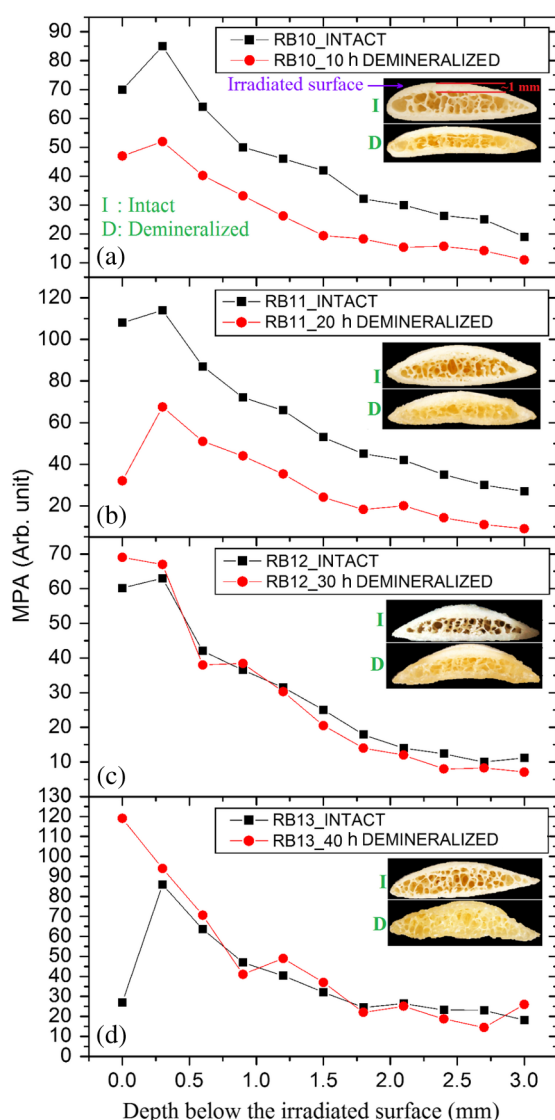 RB10_INTACT
RB10_10 h DEMINERALIZED
Irradiated surface
~1 mm
I
D
I : Intact
D: Demineralized
(a)
90
80
70
60
50
40
30
20
10
RB11_INTACT
RB11_20 h DEMINERALIZED
I
D
(b)
120
100
80
60
40
20
MPA (Arb. unit)
RB12_INTACT
RB12_30 h DEMINERALIZED
I
D
(c)
70
60
50
40
30
20
10
RB13_INTACT
RB13_40 h DEMINERALIZED
I
D
(d)
130
120
110
100
90
80
70
60
50
40
30
20
10
0
0.0 0.5 1.0 1.5 2.0 2.5 3.0
Depth below the irradiated surface (mm)